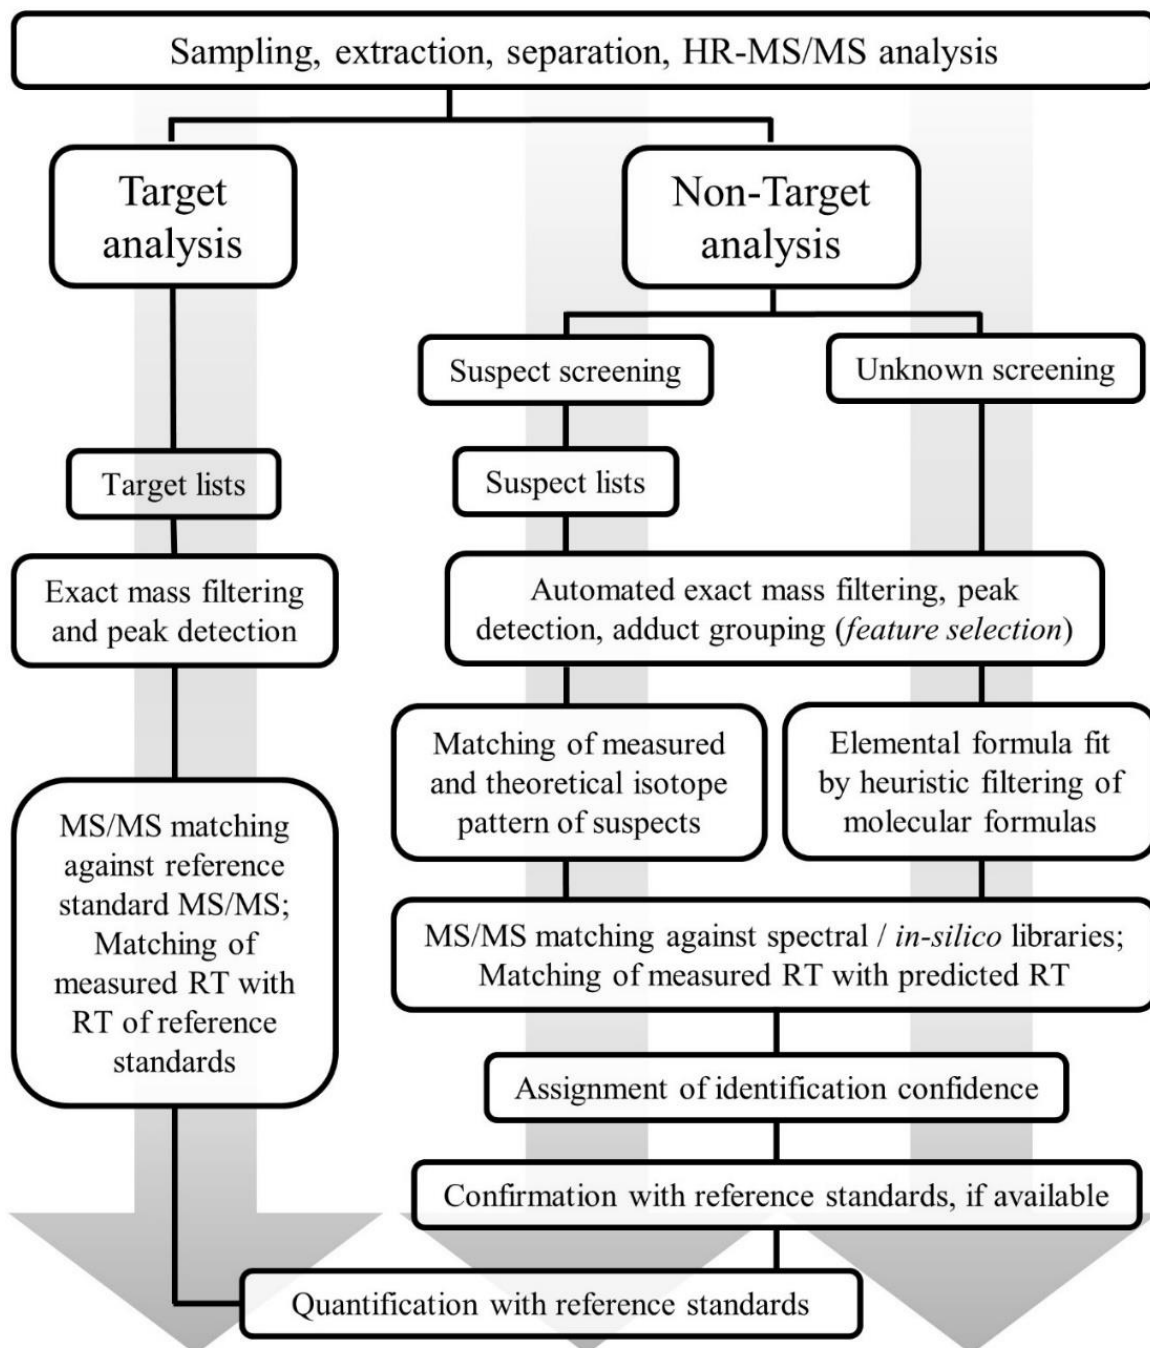 Sampling, extraction, separation, HR-MS/MS analysis
Target
analysis
Non-Target
analysis
Suspect screening
Unknown screening
Target lists
Suspect lists
Exact mass filtering
and peak detection
Automated exact mass filtering, peak
detection, adduct grouping (feature selection)
Matching of measured
and theoretical isotope
pattern of suspects
Elemental formula fit
by heuristic filtering of
molecular formulas
MS/MS matching
against reference
standard MS/MS;
Matching of
measured RT with
RT of reference
standards
MS/MS matching against spectral / in-silico libraries;
Matching of measured RT with predicted RT
Assignment of identification confidence
Confirmation with reference standards, if available
Quantification with reference standards